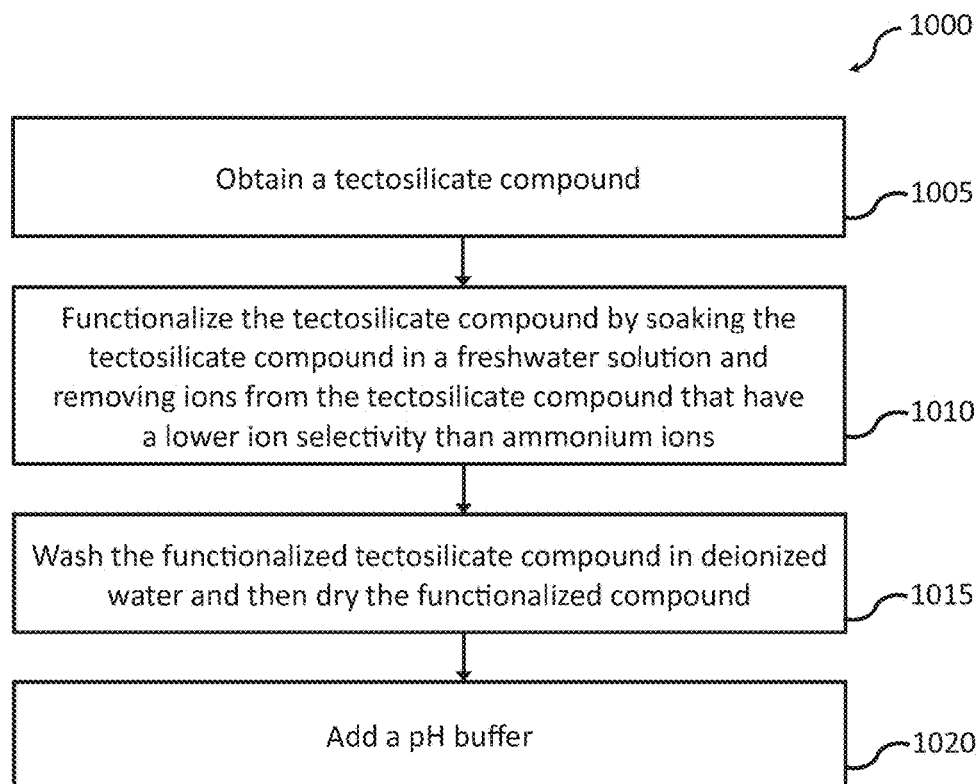 1000
Obtain a tectosilicate compound
1005
Functionalize the tectosilicate compound by soaking the
tectosilicate compound in a freshwater solution and
removing ions from the tectosilicate compound that have
a lower ion selectivity than ammonium ions
1010
Wash the functionalized tectosilicate compound in deionized
water and then dry the functionalized compound
1015
Add a pH buffer
1020